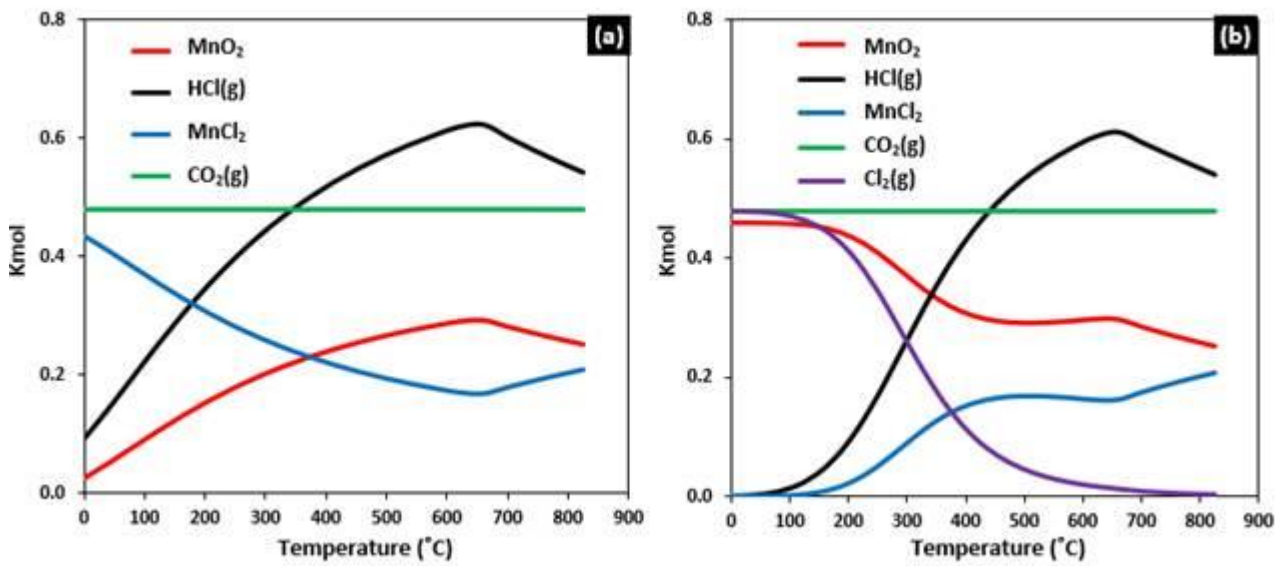 (a)
0.8
0.6
0.4
0.2
0.0
Kmol
MnO₂
HCl(g)
MnCl₂
CO₂(g)
0 100 200 300 400 500 600 700 800 900
Temperature (˚C)
(b)
0.8
0.6
0.4
0.2
0.0
Kmol
MnO₂
HCl(g)
MnCl₂
CO₂(g)
Cl₂(g)
0 100 200 300 400 500 600 700 800 900
Temperature (˚C)